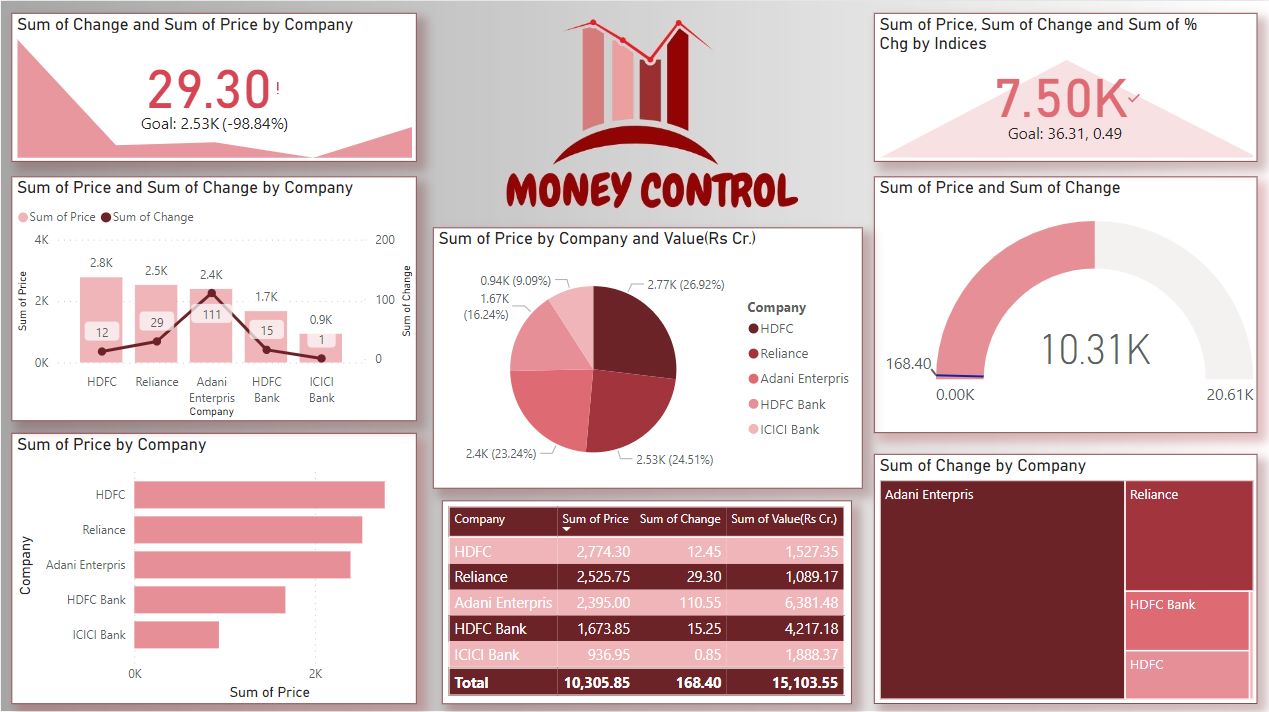 Sum of Change and Sum of Price by Company
29.30!
Goal: 2.53K (-98.84%)
MONEY CONTROL
Sum of Price, Sum of Change and Sum of %
Chg by Indices
7.50K
Goal: 36.31, 0.49
Sum of Price and Sum of Change by Company
Sum of Price Sum of Change
4K
2K
0K
Sum of Price
200
100
0
Sum of Change
2.8K
2.5K
2.4K
1.7K
0.9K
12
29
111
15
1
HDFC
Reliance
Adani
Enterpris
HDFC
Bank
ICICI
Bank
Company
Sum of Price by Company and Value(Rs Cr.)
0.94K (9.09%)
2.77K (26.92%)
1.67K
(16.24%)
2.4K (23.24%)
2.53K (24.51%)
Company
HDFC
Reliance
Adani Enterpris
HDFC Bank
ICICI Bank
Sum of Price and Sum of Change
168.40
10.31K
0.00K
20.61K
Sum of Price by Company
Company
HDFC
Reliance
Adani Enterpris
HDFC Bank
ICICI Bank
0K
2K
Sum of Price
Company Sum of Price Sum of Change Sum of Value(Rs Cr.)
HDFC 2,774.30 12.45 1,527.35
Reliance 2,525.75 29.30 1,089.17
Adani Enterpris 2,395.00 110.55 6,381.48
HDFC Bank 1,673.85 15.25 4,217.18
ICICI Bank 936.95 0.85 1,888.37
Total 10,305.85 168.40 15,103.55
Sum of Change by Company
Adani Enterpris
Reliance
HDFC Bank
HDFC